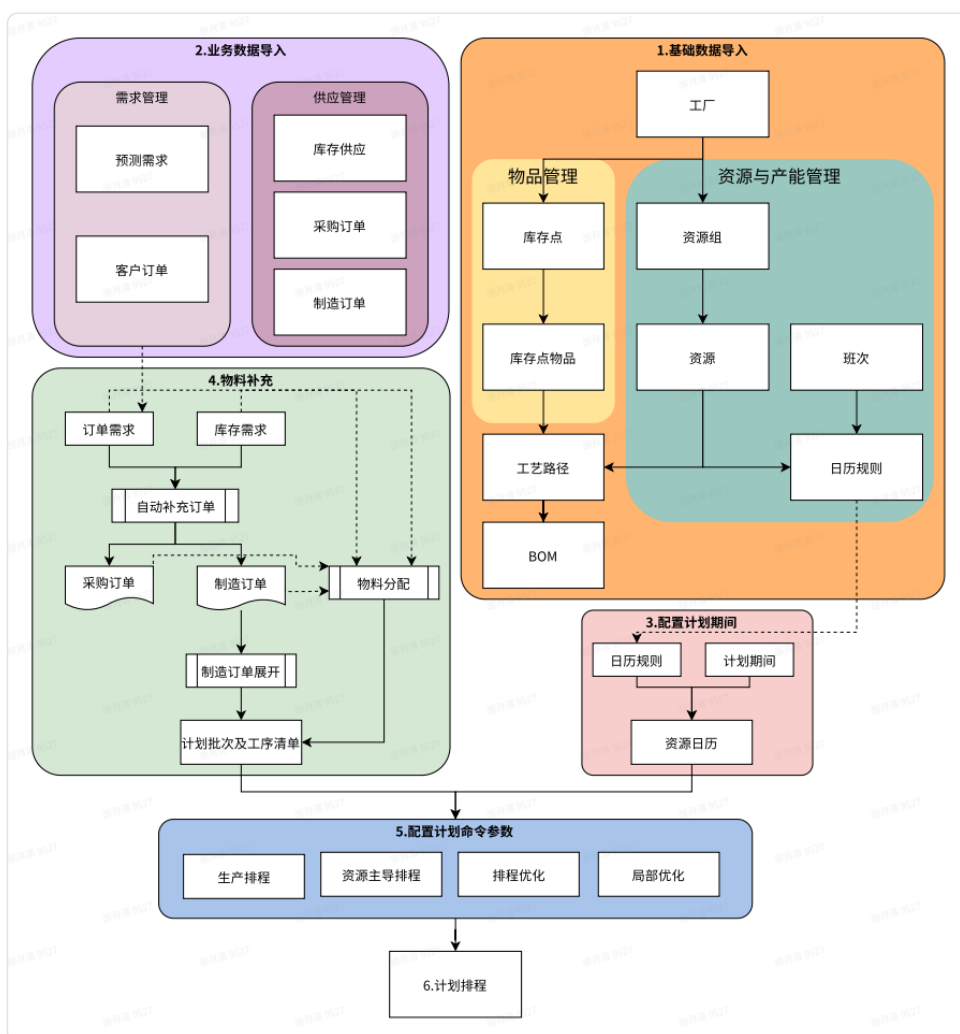 2.业务数据导入
需求管理
预测需求
客户订单
供应管理
库存供应
采购订单
制造订单
1.基础数据导入
工厂
物品管理
库存点
库存点物品
资源与产能管理
资源组
资源
班次
日历规则
工艺路径
BOM
4.物料补充
订单需求
库存需求
自动补充订单
采购订单
制造订单
物料分配
制造订单展开
计划批次及工序清单
3.配置计划期间
日历规则
计划期间
资源日历
5.配置计划命令参数
生产排程
资源主导排程
排程优化
局部优化
6.计划排程